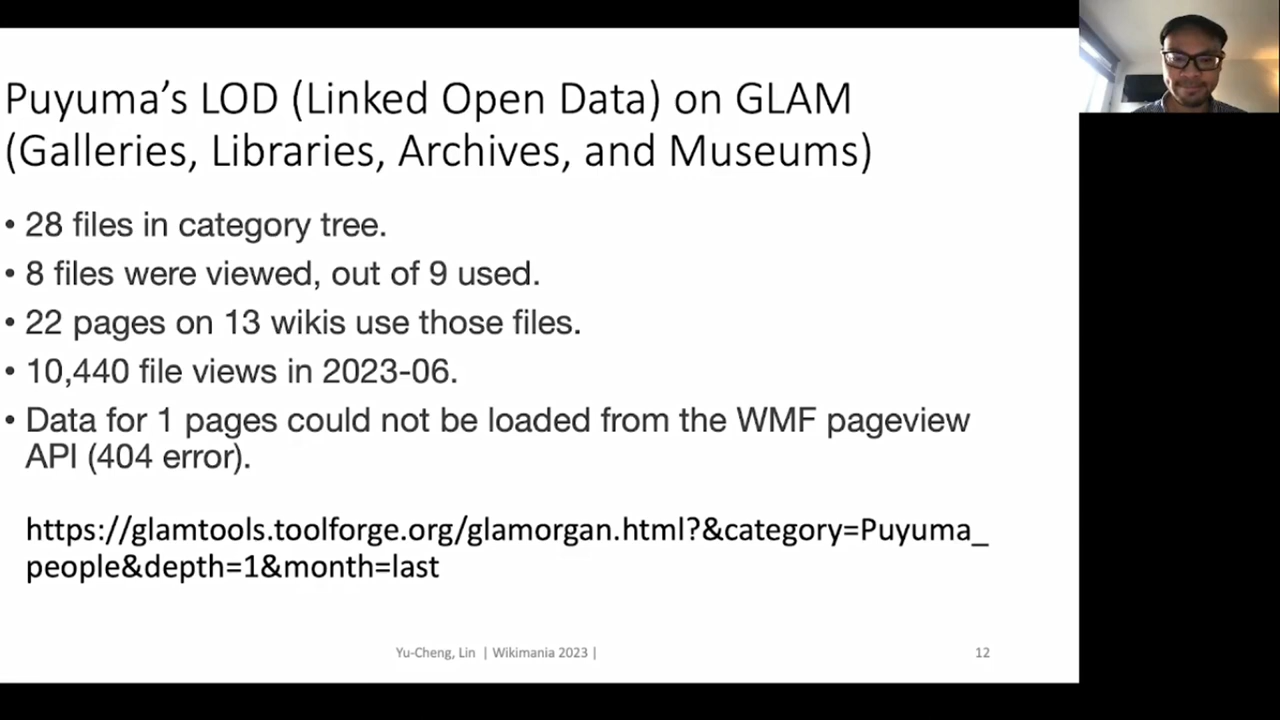 Puyuma’s LOD (Linked Open Data) on GLAM
(Galleries, Libraries, Archives, and Museums)
• 28 files in category tree.
• 8 files were viewed, out of 9 used.
• 22 pages on 13 wikis use those files.
• 10,440 file views in 2023-06.
• Data for 1 pages could not be loaded from the WMF pageview
API (404 error).
https://glamtools.toolforge.org/glamorgan.html?&category=Puyuma_
people&depth=1&month=last
Yu-Cheng, Lin | Wikimania 2023 |
12